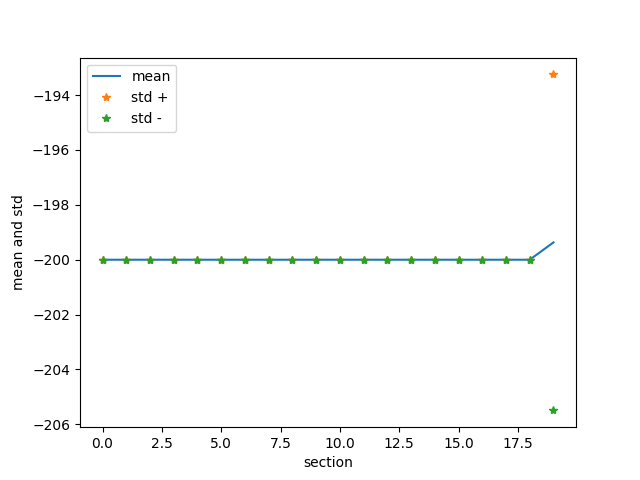 mean
std +
std -
−194
−196
−198
−200
−202
−204
−206
mean and std
0.0 2.5 5.0 7.5 10.0 12.5 15.0 17.5
section